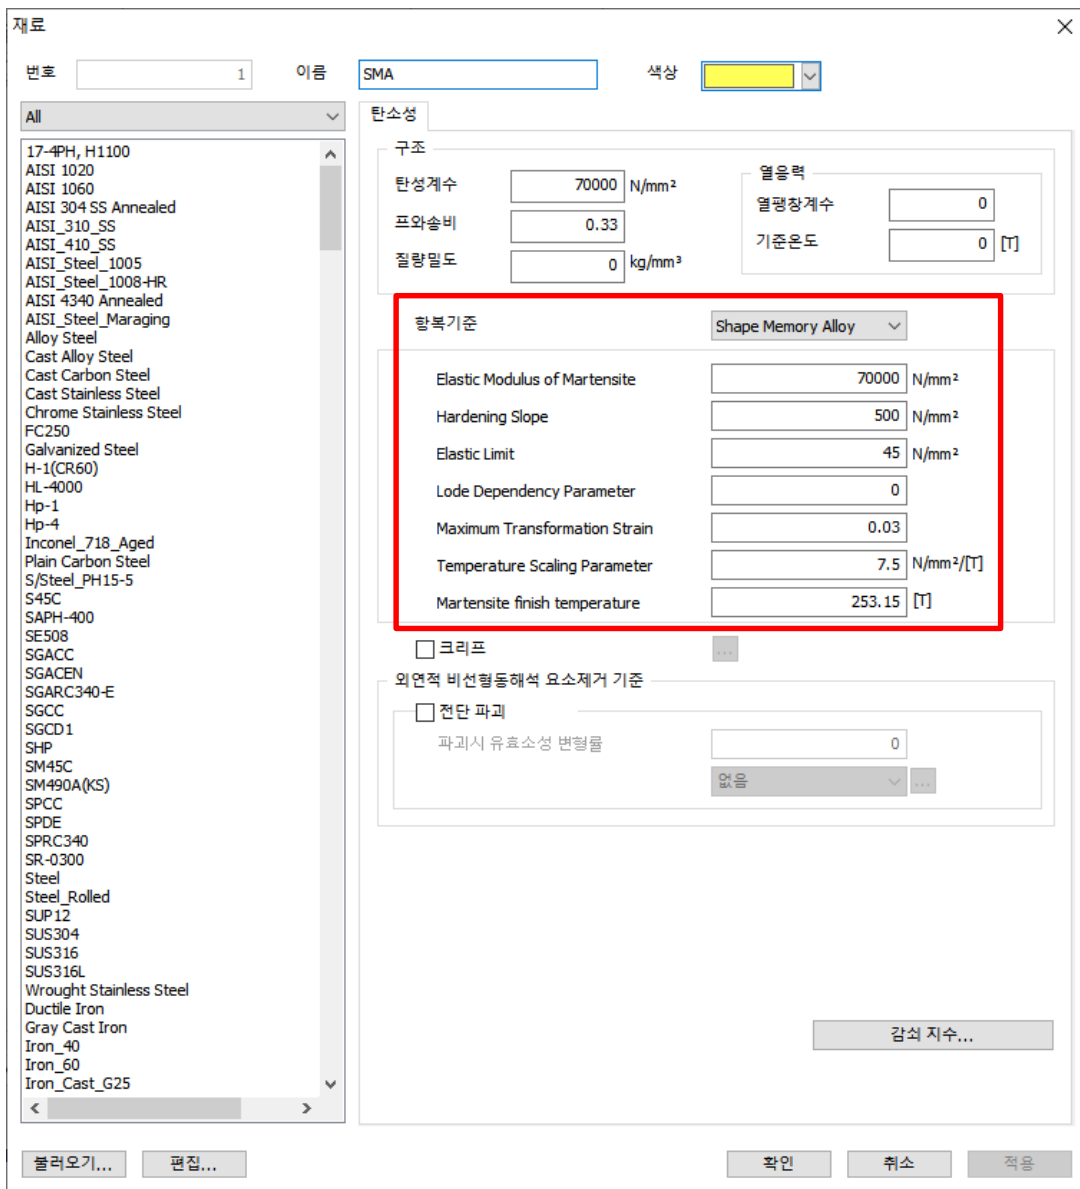 재료
번호 1 이름 SMA 색상
All
17-4PH, H1100
AISI 1020
AISI 1060
AISI 304 SS Annealed
AISI_310_SS
AISI_410_SS
AISI_Steel_1005
AISI_Steel_1008-HR
AISI 4340 Annealed
AISI_Steel_Maraging
Alloy Steel
Cast Alloy Steel
Cast Carbon Steel
Cast Stainless Steel
Chrome Stainless Steel
FC250
Galvanized Steel
H-1(CR60)
HL-4000
Hp-1
Hp-4
Inconel_718_Aged
Plain Carbon Steel
S/Steel_PH15-5
S45C
SAPH-400
SE508
SGACC
SGACEN
SGARC340-E
SGCC
SGCD1
SHP
SM45C
SM490A(KS)
SPCC
SPDE
SPRC340
SR-0300
Steel
Steel_Rolled
SUP12
SUS304
SUS316
SUS316L
Wrought Stainless Steel
Ductile Iron
Gray Cast Iron
Iron_40
Iron_60
Iron_Cast_G25
불러오기... 편집...
탄소성
구조
탄성계수 70000 N/mm²
프와송비 0.33
질량밀도 0 kg/mm³
열응력
열팽창계수 0
기준온도 0 [T]
항복기준 Shape Memory Alloy
Elastic Modulus of Martensite 70000 N/mm²
Hardening Slope 500 N/mm²
Elastic Limit 45 N/mm²
Lode Dependency Parameter 0
Maximum Transformation Strain 0.03
Temperature Scaling Parameter 7.5 N/mm²/[T]
Martensite finish temperature 253.15 [T]
크리프 ...
외연적 비선형동해석 요소제거 기준
전단 파괴
파괴시 유효소성 변형률 0
없음 ...
감쇠 지수...
확인 취소 적용